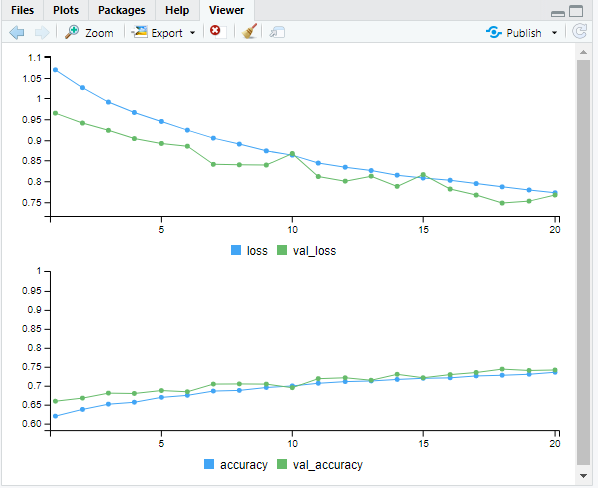 Files Plots Packages Help Viewer
Zoom Export Publish
1.1
1.05
1
0.95
0.9
0.85
0.8
0.75
5 10 15 20
loss val_loss
1
0.95
0.9
0.85
0.8
0.75
0.7
0.65
0.60
5 10 15 20
accuracy val_accuracy